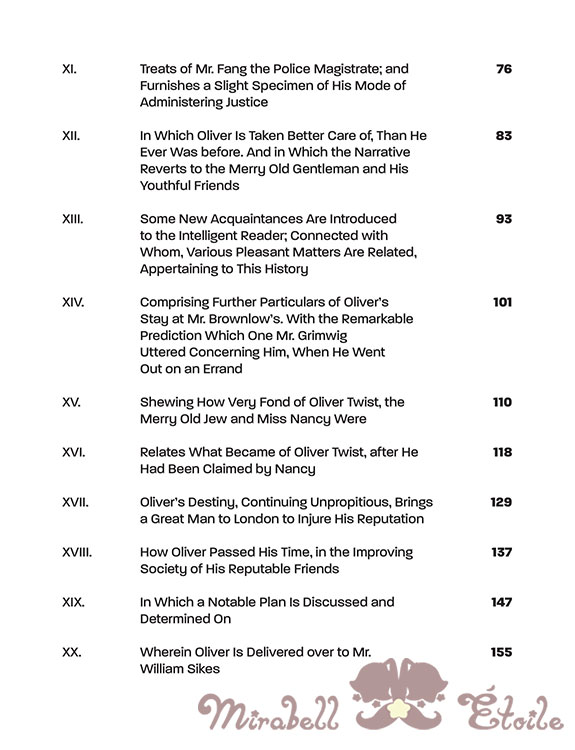 XI. Treats of Mr. Fang the Police Magistrate; and 76
Furnishes a Slight Specimen of His Mode of
Administering Justice
XII. In Which Oliver Is Taken Better Care of, Than He 83
Ever Was before. And in Which the Narrative
Reverts to the Merry Old Gentleman and His
Youthful Friends
XIII. Some New Acquaintances Are Introduced 93
to the Intelligent Reader; Connected with
Whom, Various Pleasant Matters Are Related,
Appertaining to This History
XIV. Comprising Further Particulars of Oliver’s 101
Stay at Mr. Brownlow’s. With the Remarkable
Prediction Which One Mr. Grimwig
Uttered Concerning Him, When He Went
Out on an Errand
XV. Shewing How Very Fond of Oliver Twist, the 110
Merry Old Jew and Miss Nancy Were
XVI. Relates What Became of Oliver Twist, after He 118
Had Been Claimed by Nancy
XVII. Oliver’s Destiny, Continuing Unpropitious, Brings 129
a Great Man to London to Injure His Reputation
XVIII. How Oliver Passed His Time, in the Improving 137
Society of His Reputable Friends
XIX. In Which a Notable Plan Is Discussed and 147
Determined On
XX. Wherein Oliver Is Delivered over to Mr. 155
William Sikes
Mirabell Étoile